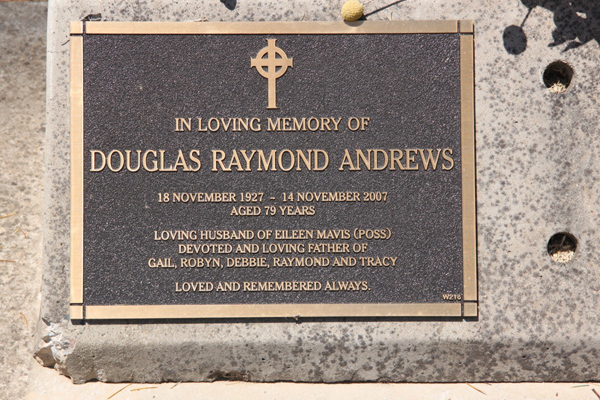 IN LOVING MEMORY OF
DOUGLAS RAYMOND ANDREWS
18 NOVEMBER 1927 - 14 NOVEMBER 2007
AGED 79 YEARS
LOVING HUSBAND OF EILEEN MAVIS (POSS)
DEVOTED AND LOVING FATHER OF
GAIL, ROBYN, DEBBIE, RAYMOND AND TRACY
LOVED AND REMEMBERED ALWAYS.
W216